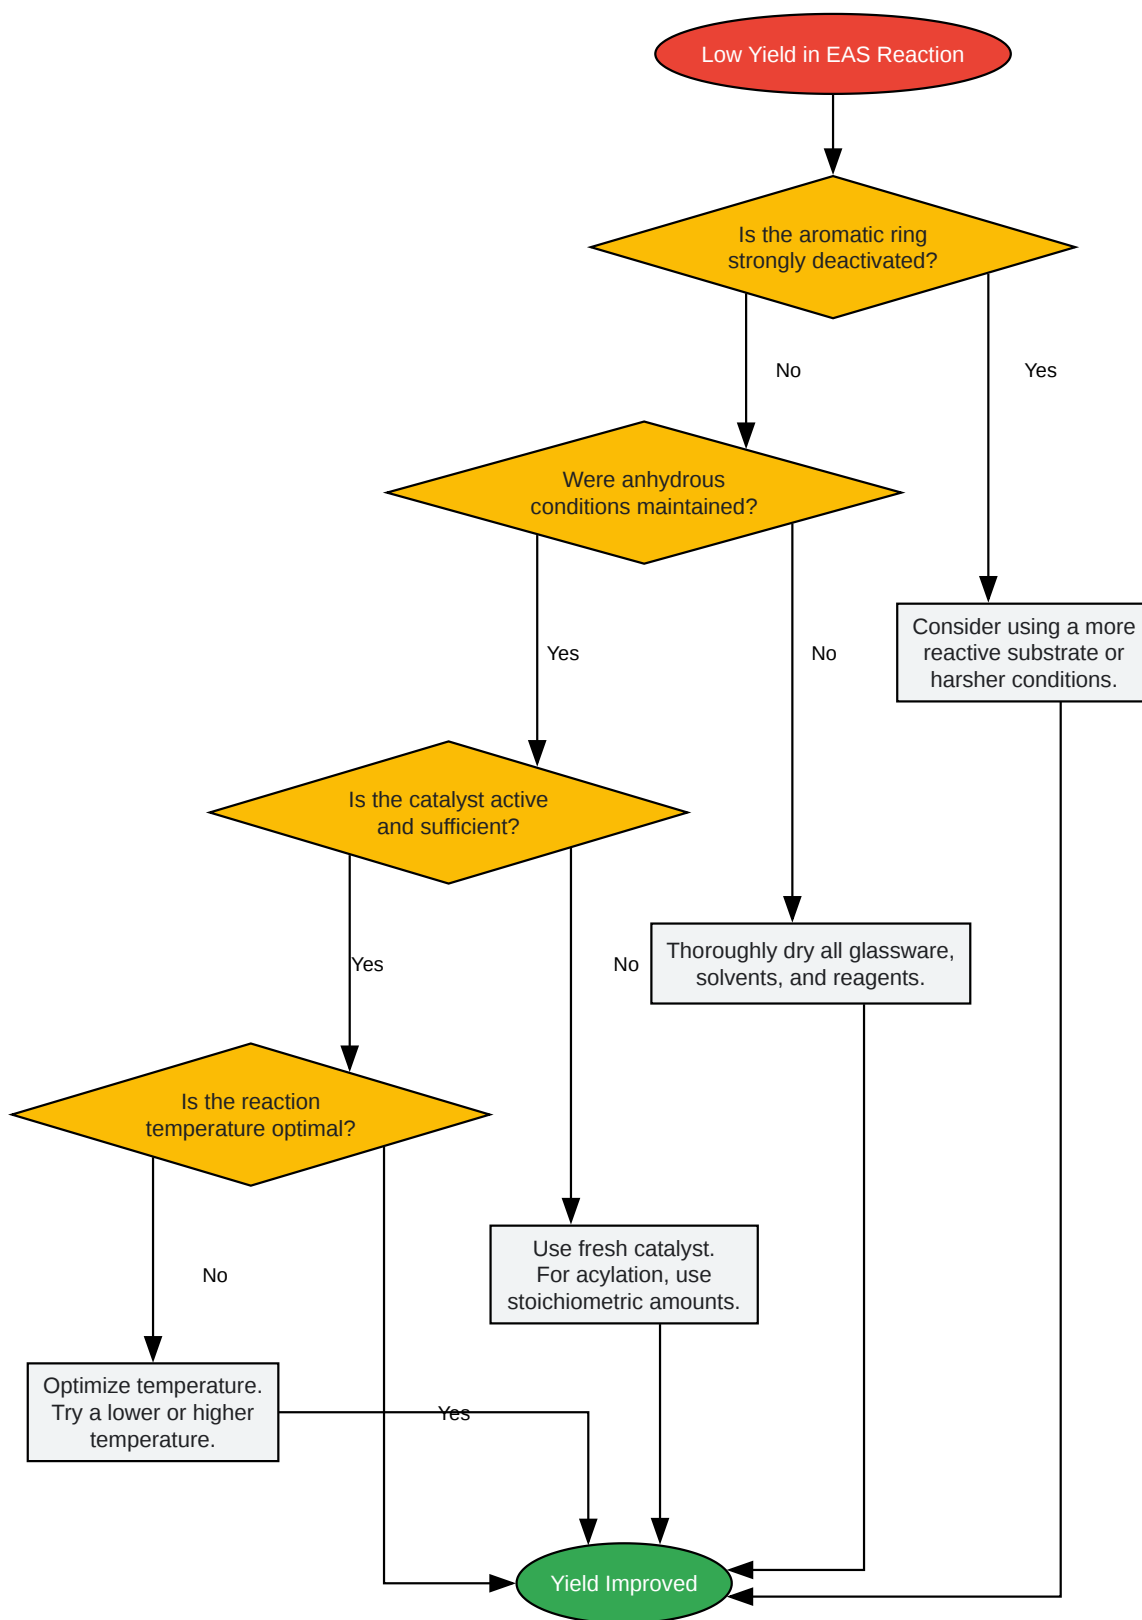 Low Yield in EAS Reaction
Is the aromatic ring
strongly deactivated?
No
Yes
Were anhydrous
conditions maintained?
Consider using a more
reactive substrate or
harsher conditions.
Yes
No
Is the catalyst active
and sufficient?
Thoroughly dry all glassware,
solvents, and reagents.
Yes
No
Is the reaction
temperature optimal?
Use fresh catalyst.
For acylation, use
stoichiometric amounts.
No
Optimize temperature.
Try a lower or higher
temperature.
Yes
Yield Improved